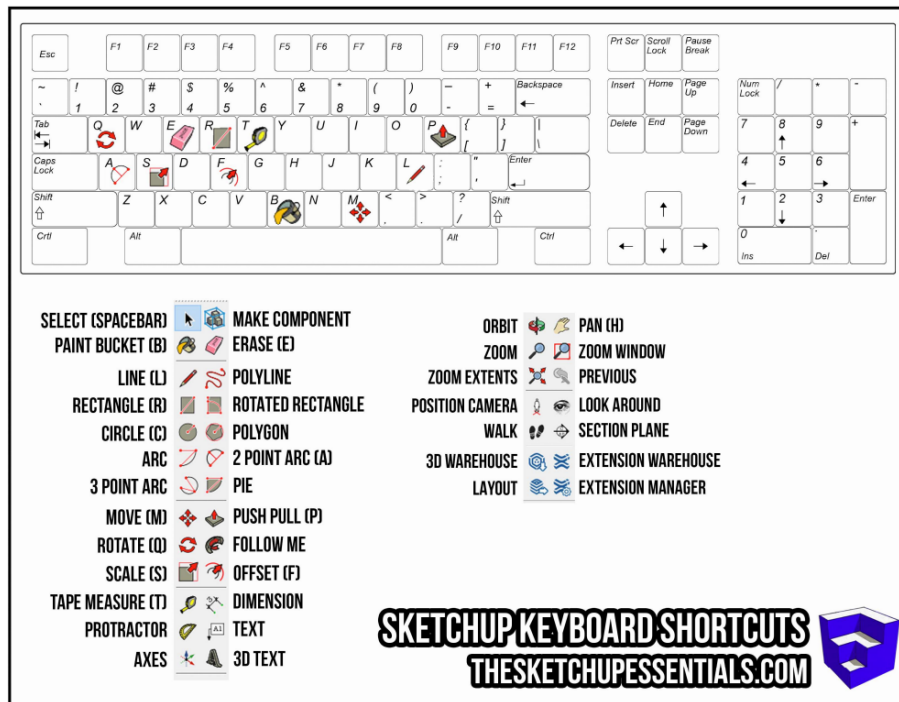 Esc F1 F2 F3 F4 F5 F6 F7 F8 F9 F10 F11 F12 Prt Scr Scroll Lock Pause Break
~ ` ! 1 @ 2 # 3 $ 4 % 5 ^ 6 & 7 * 8 ( 9 ) 0 – - + = Backspace Insert Home Page Up Num Lock / * -
Tab Q W E R T Y U I O P { [ } ] | \ Delete End Page Down 7 8 9 +
Caps Lock A S D F G H J K L : ; " ' Enter 4 5 6
Shift Z X C V B N M < , > . ? / Shift 1 2 3 Enter
Crtl Alt Alt Ctrl 0 Ins . Del
SELECT (SPACEBAR) MAKE COMPONENT
PAINT BUCKET (B) ERASE (E)
LINE (L) POLYLINE
RECTANGLE (R) ROTATED RECTANGLE
CIRCLE (C) POLYGON
ARC 2 POINT ARC (A)
3 POINT ARC PIE
MOVE (M) PUSH PULL (P)
ROTATE (Q) FOLLOW ME
SCALE (S) OFFSET (F)
TAPE MEASURE (T) DIMENSION
PROTRACTOR A1 TEXT
AXES 3D TEXT
ORBIT PAN (H)
ZOOM ZOOM WINDOW
ZOOM EXTENTS PREVIOUS
POSITION CAMERA LOOK AROUND
WALK SECTION PLANE
3D WAREHOUSE EXTENSION WAREHOUSE
LAYOUT EXTENSION MANAGER
SKETCHUP KEYBOARD SHORTCUTS
THESKETCHUPESSENTIALS.COM